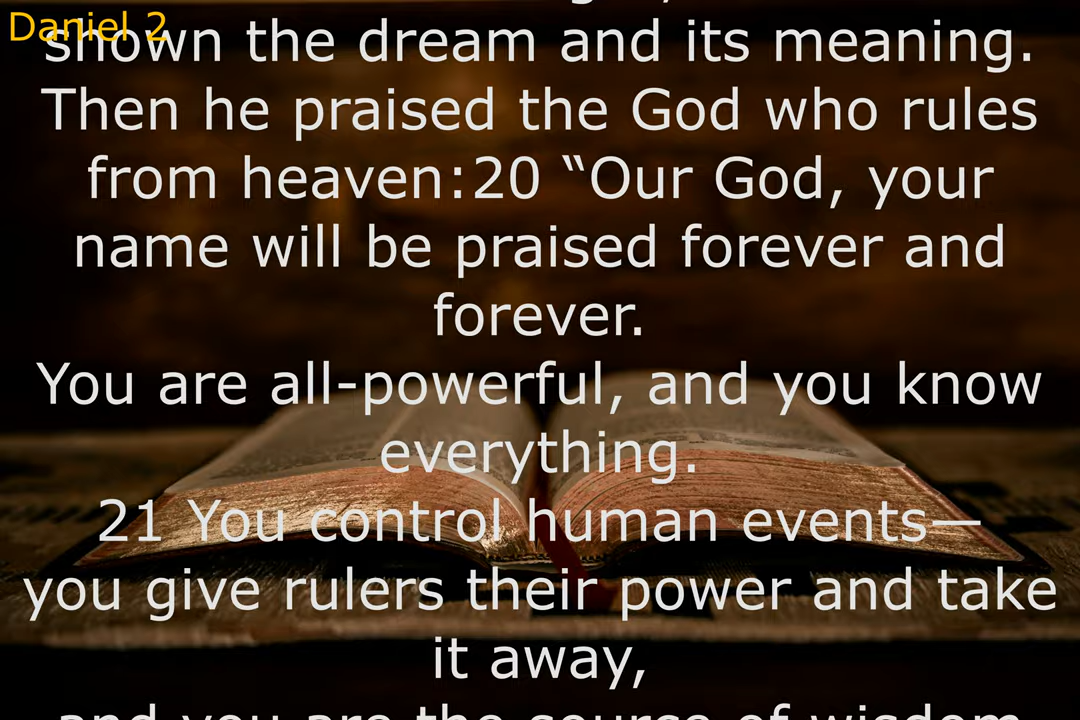 Daniel 2
shown the dream and its meaning.
Then he praised the God who rules
from heaven:20 “Our God, your
name will be praised forever and
forever.
You are all-powerful, and you know
everything.
21 You control human events—
you give rulers their power and take
it away,
and you are the source of wisdom